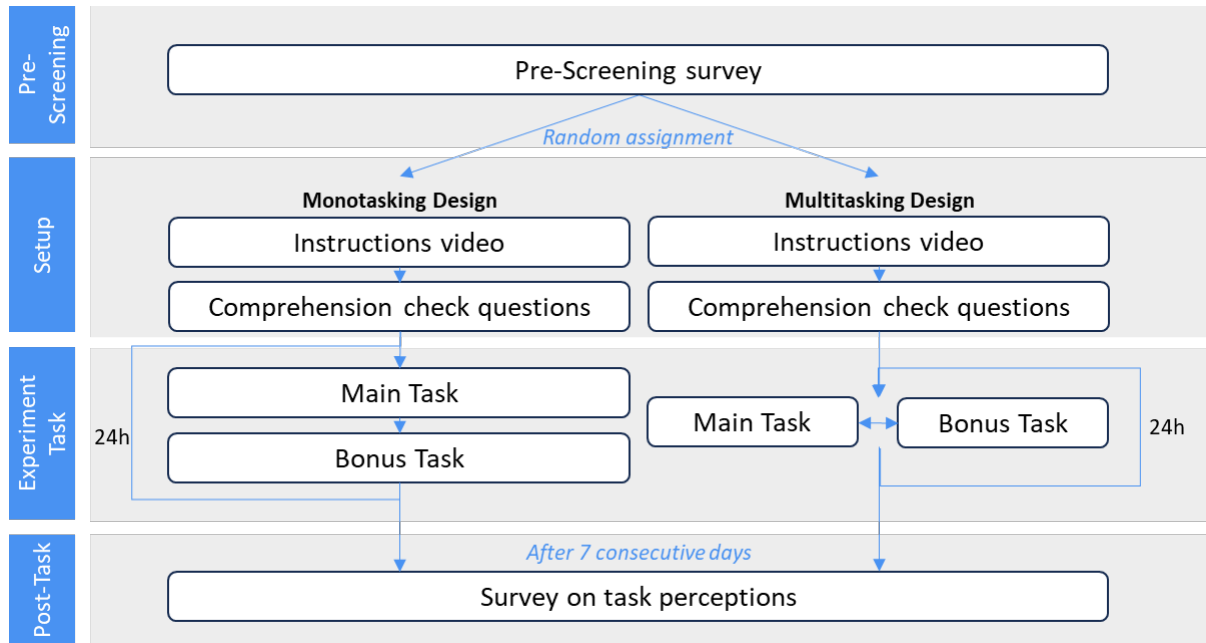 Pre-
Screening
Pre-Screening survey
Random assignment
Setup
Monotasking Design
Multitasking Design
Instructions video
Instructions video
Comprehension check questions
Comprehension check questions
Experiment
Task
24h
Main Task
Bonus Task
Main Task
Bonus Task
24h
Post-Task
After 7 consecutive days
Survey on task perceptions